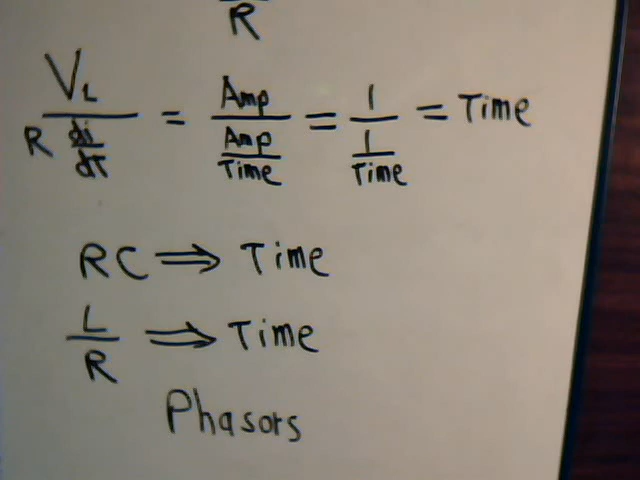 R
V_L / (R di/dT) = Amp / (Amp/Time) = 1 / (1/Time) = Time
RC ⇒ Time
L/R ⇒ Time
Phasors